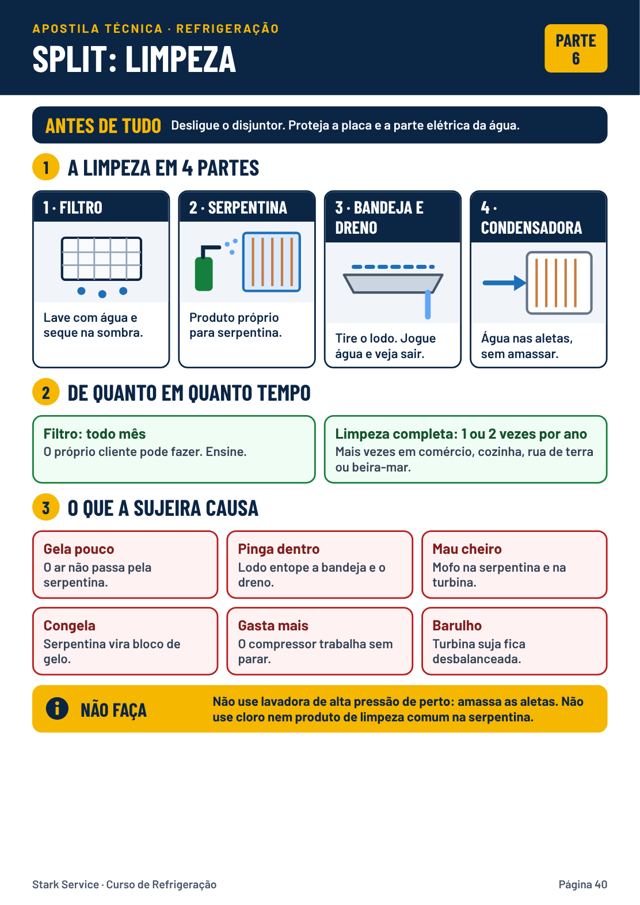 APOSTILA TÉCNICA · REFRIGERAÇÃO
SPLIT: LIMPEZA
PARTE
6
ANTES DE TUDO Desligue o disjuntor. Proteja a placa e a parte elétrica da água.
1 A LIMPEZA EM 4 PARTES
1 · FILTRO
Lave com água e
seque na sombra.
2 · SERPENTINA
Produto próprio
para serpentina.
3 · BANDEJA E
DRENO
Tire o lodo. Jogue
água e veja sair.
4 ·
CONDENSADORA
Água nas aletas,
sem amassar.
2 DE QUANTO EM QUANTO TEMPO
Filtro: todo mês
O próprio cliente pode fazer. Ensine.
Limpeza completa: 1 ou 2 vezes por ano
Mais vezes em comércio, cozinha, rua de terra
ou beira-mar.
3 O QUE A SUJEIRA CAUSA
Gela pouco
O ar não passa pela
serpentina.
Pinga dentro
Lodo entope a bandeja e o
dreno.
Mau cheiro
Mofo na serpentina e na
turbina.
Congela
Serpentina vira bloco de
gelo.
Gasta mais
O compressor trabalha sem
parar.
Barulho
Turbina suja fica
desbalanceada.
NÃO FAÇA
Não use lavadora de alta pressão de perto: amassa as aletas. Não
use cloro nem produto de limpeza comum na serpentina.
Stark Service · Curso de Refrigeração
Página 40